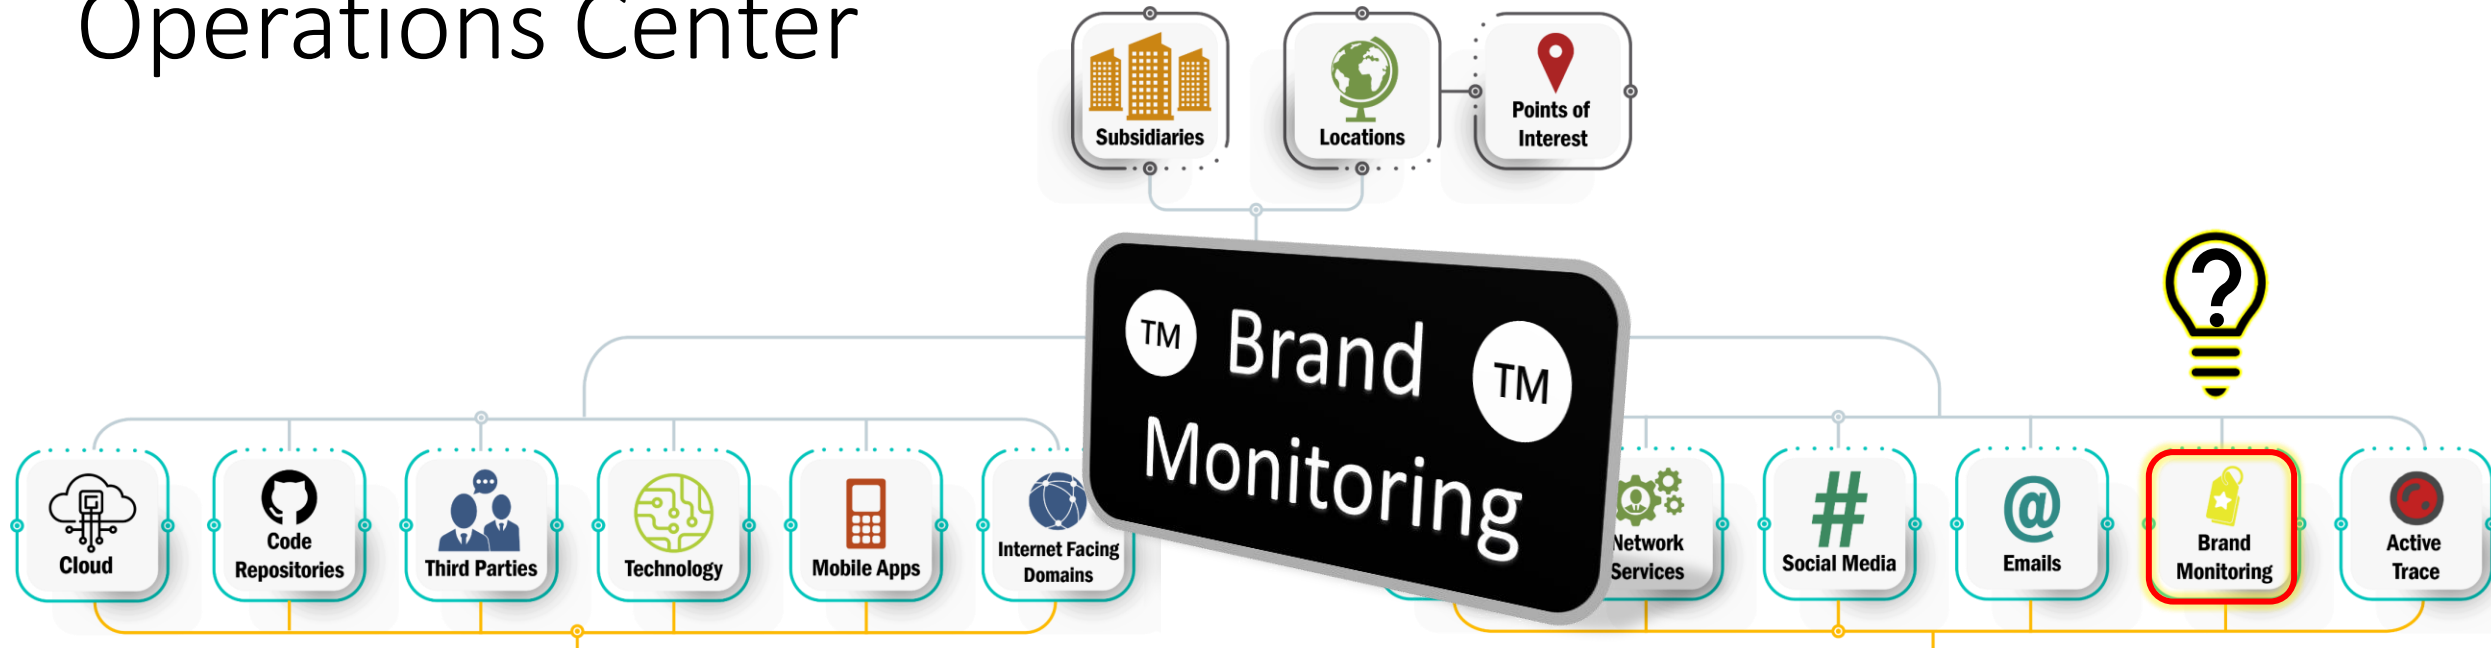 Operations Center
Subsidiaries
Locations
Points of
Interest
?
TM Brand TM
Monitoring
Cloud
Code
Repositories
Third Parties
Technology
Mobile Apps
Internet Facing
Domains
Network
Services
#
Social Media
@
Emails
Brand
Monitoring
Active
Trace